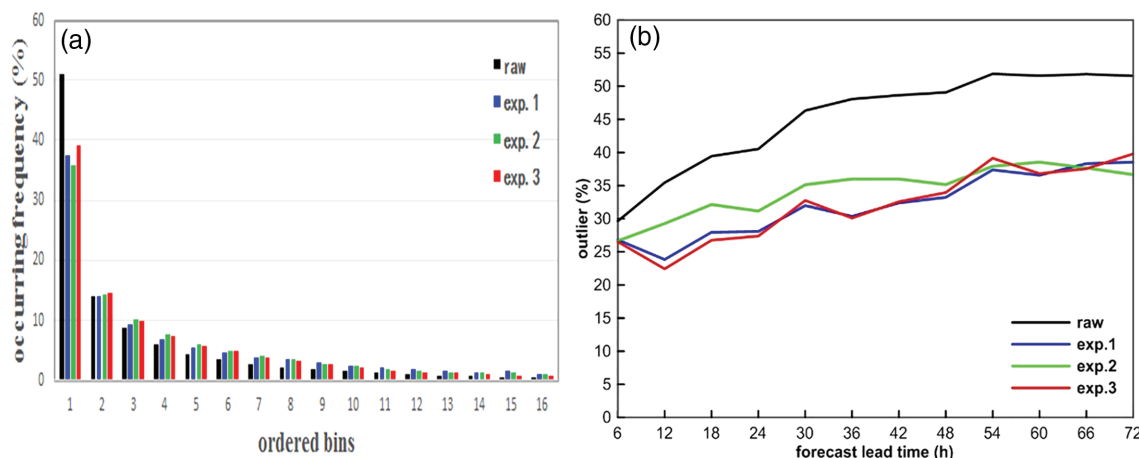 (a)
occurring frequency (%)
60
50
40
30
20
10
0
raw
exp. 1
exp. 2
exp. 3
1 2 3 4 5 6 7 8 9 10 11 12 13 14 15 16
ordered bins
(b)
outlier (%)
60
55
50
45
40
35
30
25
20
15
10
5
0
raw
exp.1
exp.2
exp.3
6 12 18 24 30 36 42 48 54 60 66 72
forecast lead time (h)